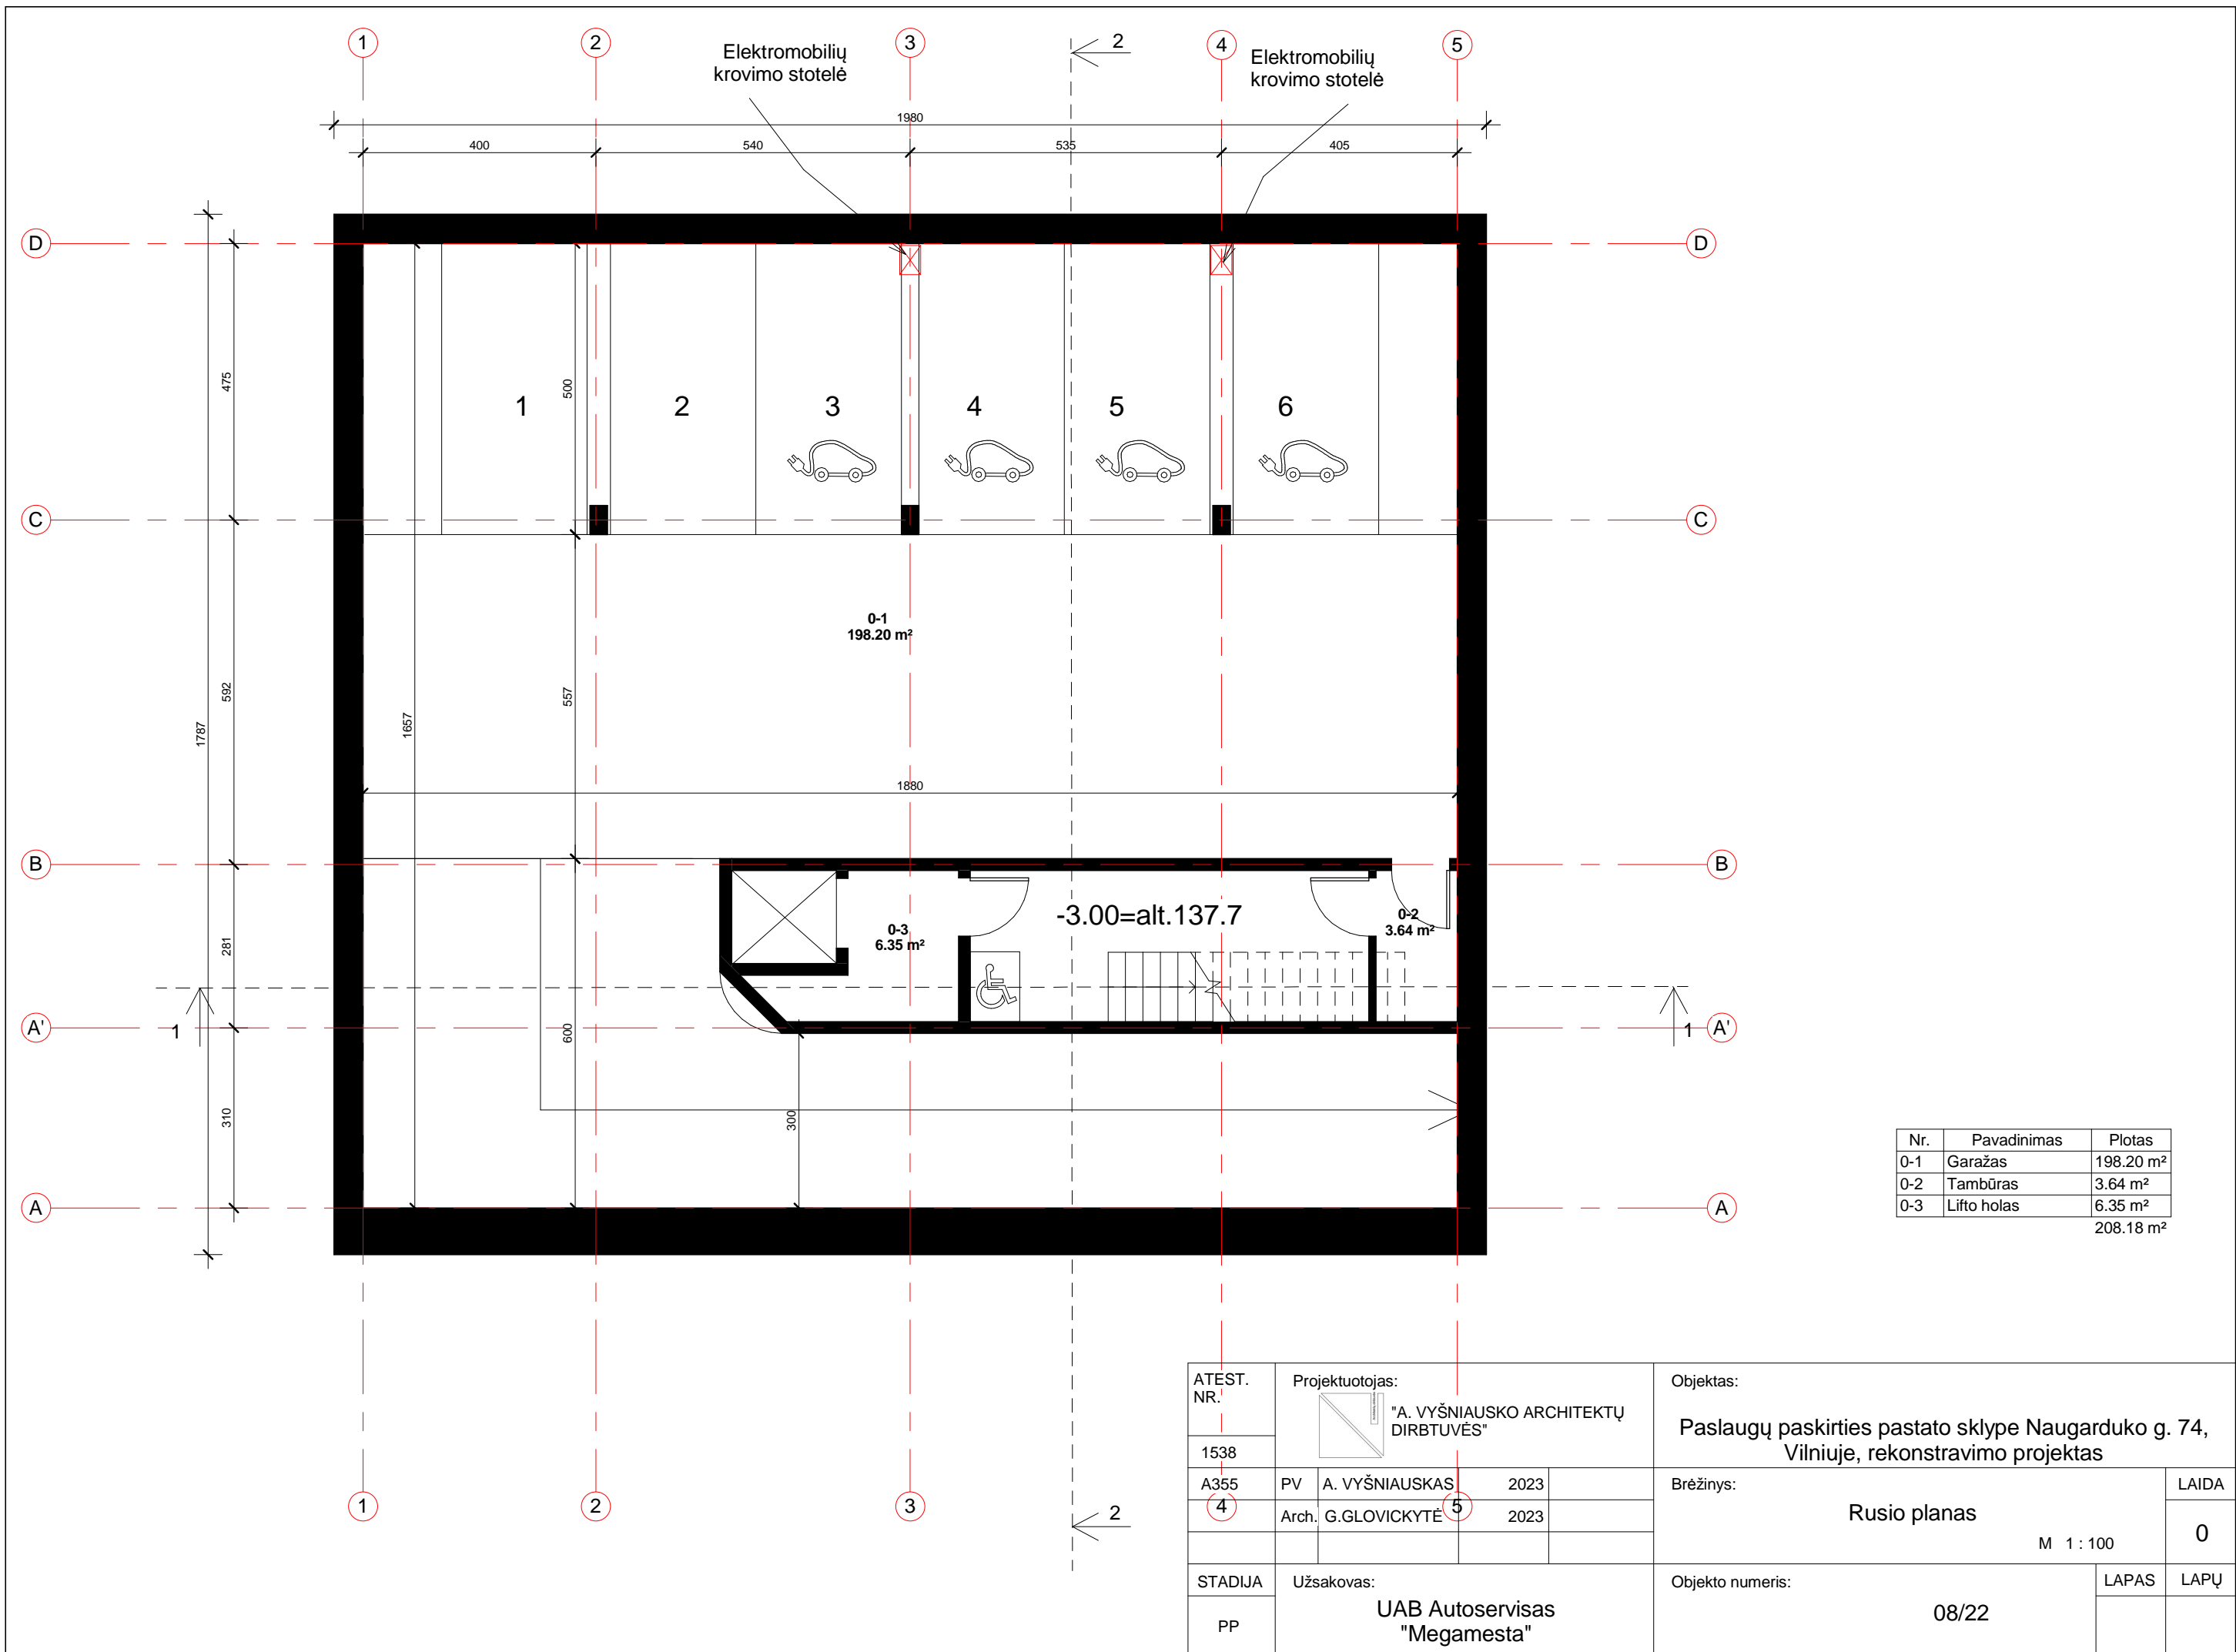 1 2 3 2 4 5
Elektromobilių
krovimo stotelė
Elektromobilių
krovimo stotelė
1980
400 540 535 405
D D
475
500
1 2 3 4 5 6
C C
0-1
198.20 m²
592
557
1787
1657
1880
B B
-3.00=alt.137.7
0-2
3.64 m²
0-3
6.35 m²
281
600
A' 1 1 A'
310
300
A A
Nr. Pavadinimas Plotas
0-1 Garažas 198.20 m²
0-2 Tambūras 3.64 m²
0-3 Lifto holas 6.35 m²
208.18 m²
1 2 3 2 4 5
ATEST.
NR.
1538
Projektuotojas:
"A. VYŠNIAUSKO ARCHITEKTŲ
DIRBTUVĖS"
Objektas:
Paslaugų paskirties pastato sklype Naugarduko g. 74,
Vilniuje, rekonstravimo projektas
A355 PV A. VYŠNIAUSKAS 2023
Arch. G.GLOVICKYTĖ 2023
Brėžinys:
Rusio planas
M 1 : 100
LAIDA
0
STADIJA
PP
Užsakovas:
UAB Autoservisas
"Megamesta"
Objekto numeris:
08/22
LAPAS LAPŲ